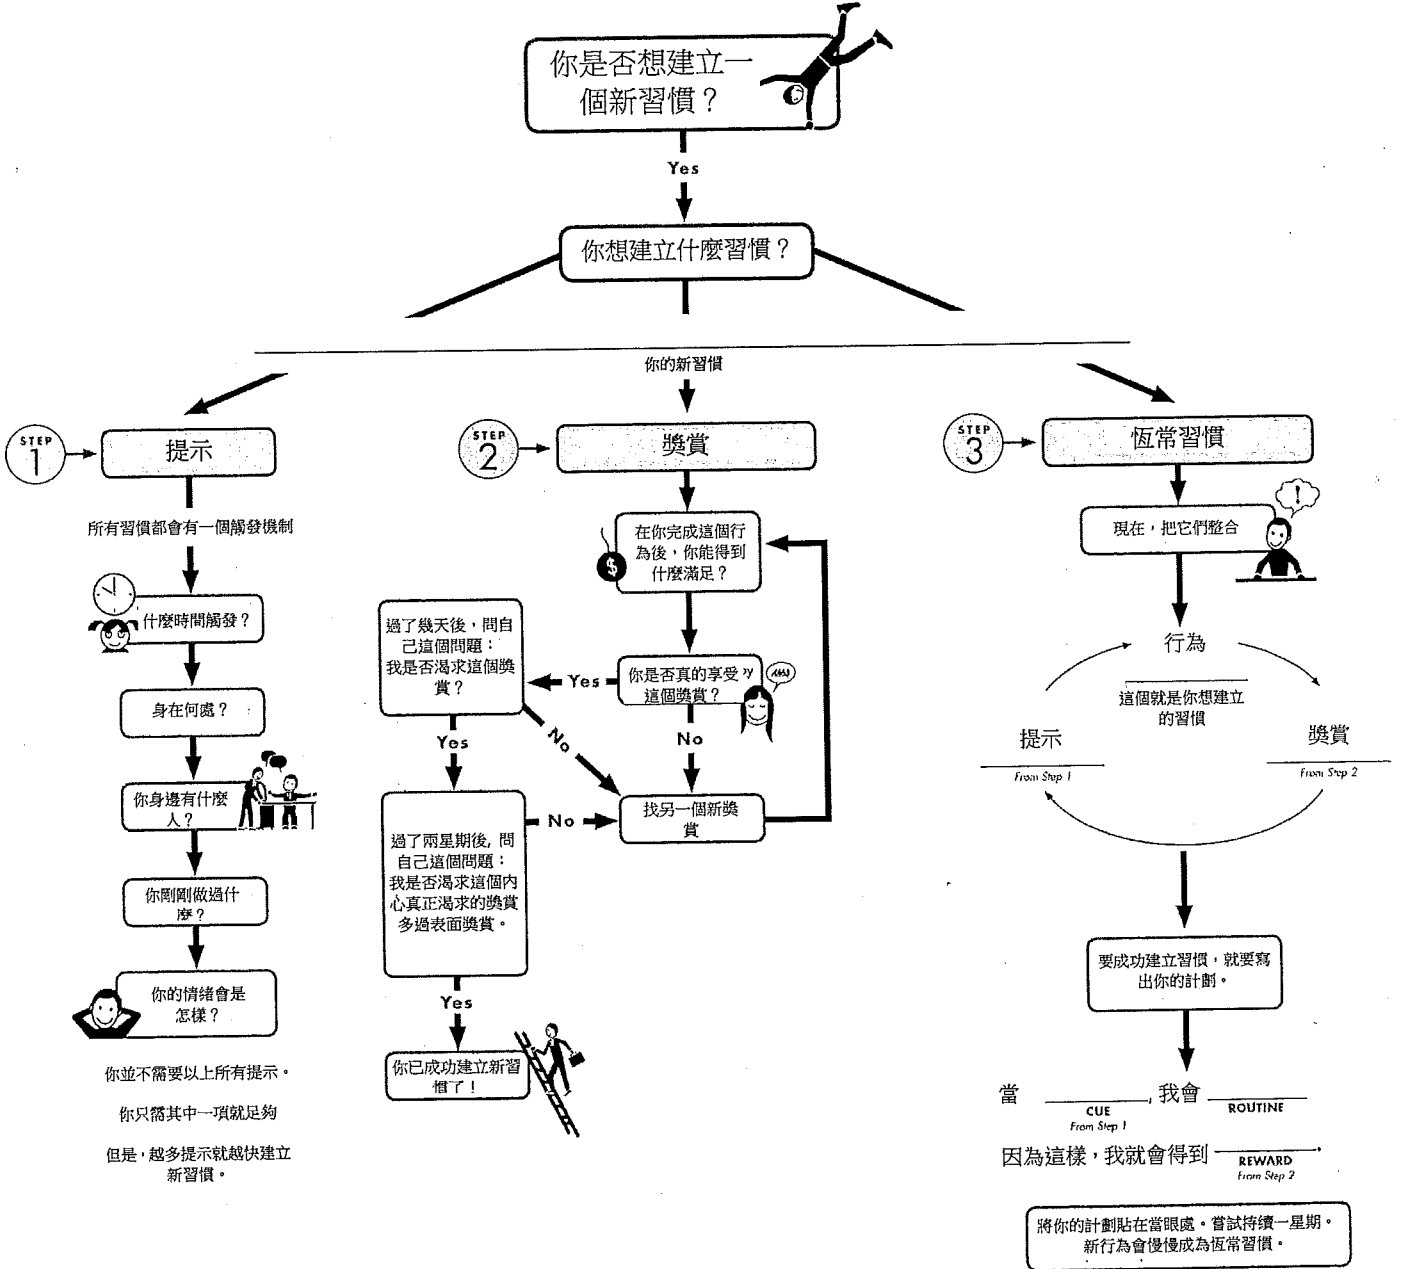 你是否想建立一
個新習慣？
Yes
你想建立什麼習慣？
你的新習慣
STEP
1
提示
所有習慣都會有一個觸發機制
什麼時間觸發？
身在何處？
你身邊有什麼
人？
你剛剛做過什
麼？
你的情緒會是
怎樣？
你並不需要以上所有提示。
你只需其中一項就足夠
但是，越多提示就越快建立
新習慣。
STEP
2
獎賞
在你完成這個行
為後，你能得到
什麼滿足？
$
你是否真的享受
這個獎賞？
Yes
No
過了幾天後，問自
己這個問題：
我是否渴求這個獎
賞？
Yes
No
找另一個新獎
賞
過了兩星期後, 問
自己這個問題：
我是否渴求這個內
心真正渴求的獎賞
多過表面獎賞。
No
Yes
你已成功建立新習
慣了！
STEP
3
恆常習慣
現在，把它們整合
!
行為
這個就是你想建立
的習慣
提示
From Step 1
獎賞
From Step 2
要成功建立習慣，就要寫
出你的計劃。
當 ________, 我會 ________
CUE
From Step 1
ROUTINE
因為這樣，我就會得到 ________.
REWARD
From Step 2
將你的計劃貼在當眼處。嘗試持續一星期。
新行為會慢慢成為恆常習慣。